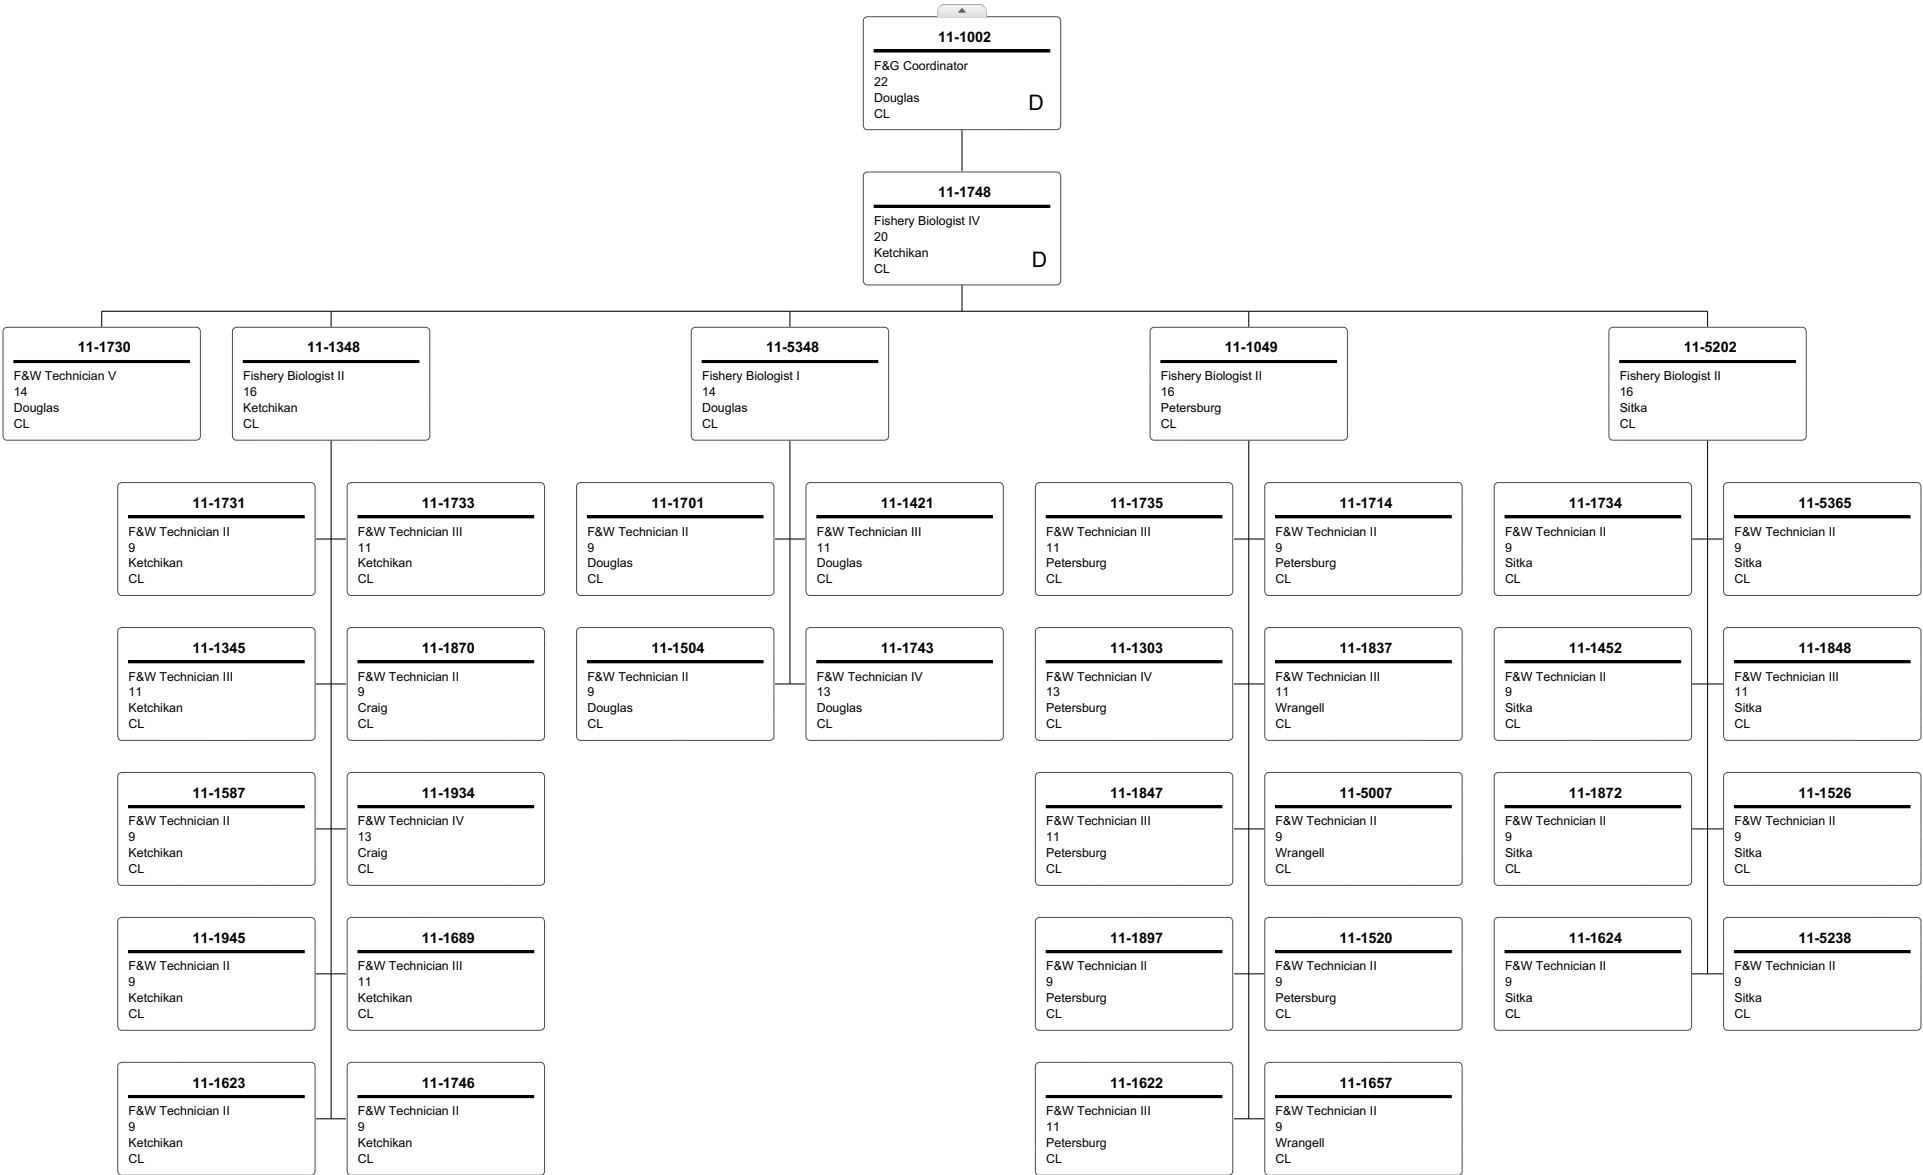 11-1002
F&G Coordinator
22
Douglas
CL
D
11-1748
Fishery Biologist IV
20
Ketchikan
CL
D
11-1730
F&W Technician V
14
Douglas
CL
11-1348
Fishery Biologist II
16
Ketchikan
CL
11-5348
Fishery Biologist I
14
Douglas
CL
11-1049
Fishery Biologist II
16
Petersburg
CL
11-5202
Fishery Biologist II
16
Sitka
CL
11-1731
F&W Technician II
9
Ketchikan
CL
11-1733
F&W Technician III
11
Ketchikan
CL
11-1701
F&W Technician II
9
Douglas
CL
11-1421
F&W Technician III
11
Douglas
CL
11-1735
F&W Technician III
11
Petersburg
CL
11-1714
F&W Technician II
9
Petersburg
CL
11-1734
F&W Technician II
9
Sitka
CL
11-5365
F&W Technician II
9
Sitka
CL
11-1345
F&W Technician III
11
Ketchikan
CL
11-1870
F&W Technician II
9
Craig
CL
11-1504
F&W Technician II
9
Douglas
CL
11-1743
F&W Technician IV
13
Douglas
CL
11-1303
F&W Technician IV
13
Petersburg
CL
11-1837
F&W Technician III
11
Wrangell
CL
11-1452
F&W Technician II
9
Sitka
CL
11-1848
F&W Technician III
11
Sitka
CL
11-1587
F&W Technician II
9
Ketchikan
CL
11-1934
F&W Technician IV
13
Craig
CL
11-1847
F&W Technician III
11
Petersburg
CL
11-5007
F&W Technician II
9
Wrangell
CL
11-1872
F&W Technician II
9
Sitka
CL
11-1526
F&W Technician II
9
Sitka
CL
11-1945
F&W Technician II
9
Ketchikan
CL
11-1689
F&W Technician III
11
Ketchikan
CL
11-1897
F&W Technician II
9
Petersburg
CL
11-1520
F&W Technician II
9
Petersburg
CL
11-1624
F&W Technician II
9
Sitka
CL
11-5238
F&W Technician II
9
Sitka
CL
11-1623
F&W Technician II
9
Ketchikan
CL
11-1746
F&W Technician II
9
Ketchikan
CL
11-1622
F&W Technician III
11
Petersburg
CL
11-1657
F&W Technician II
9
Wrangell
CL